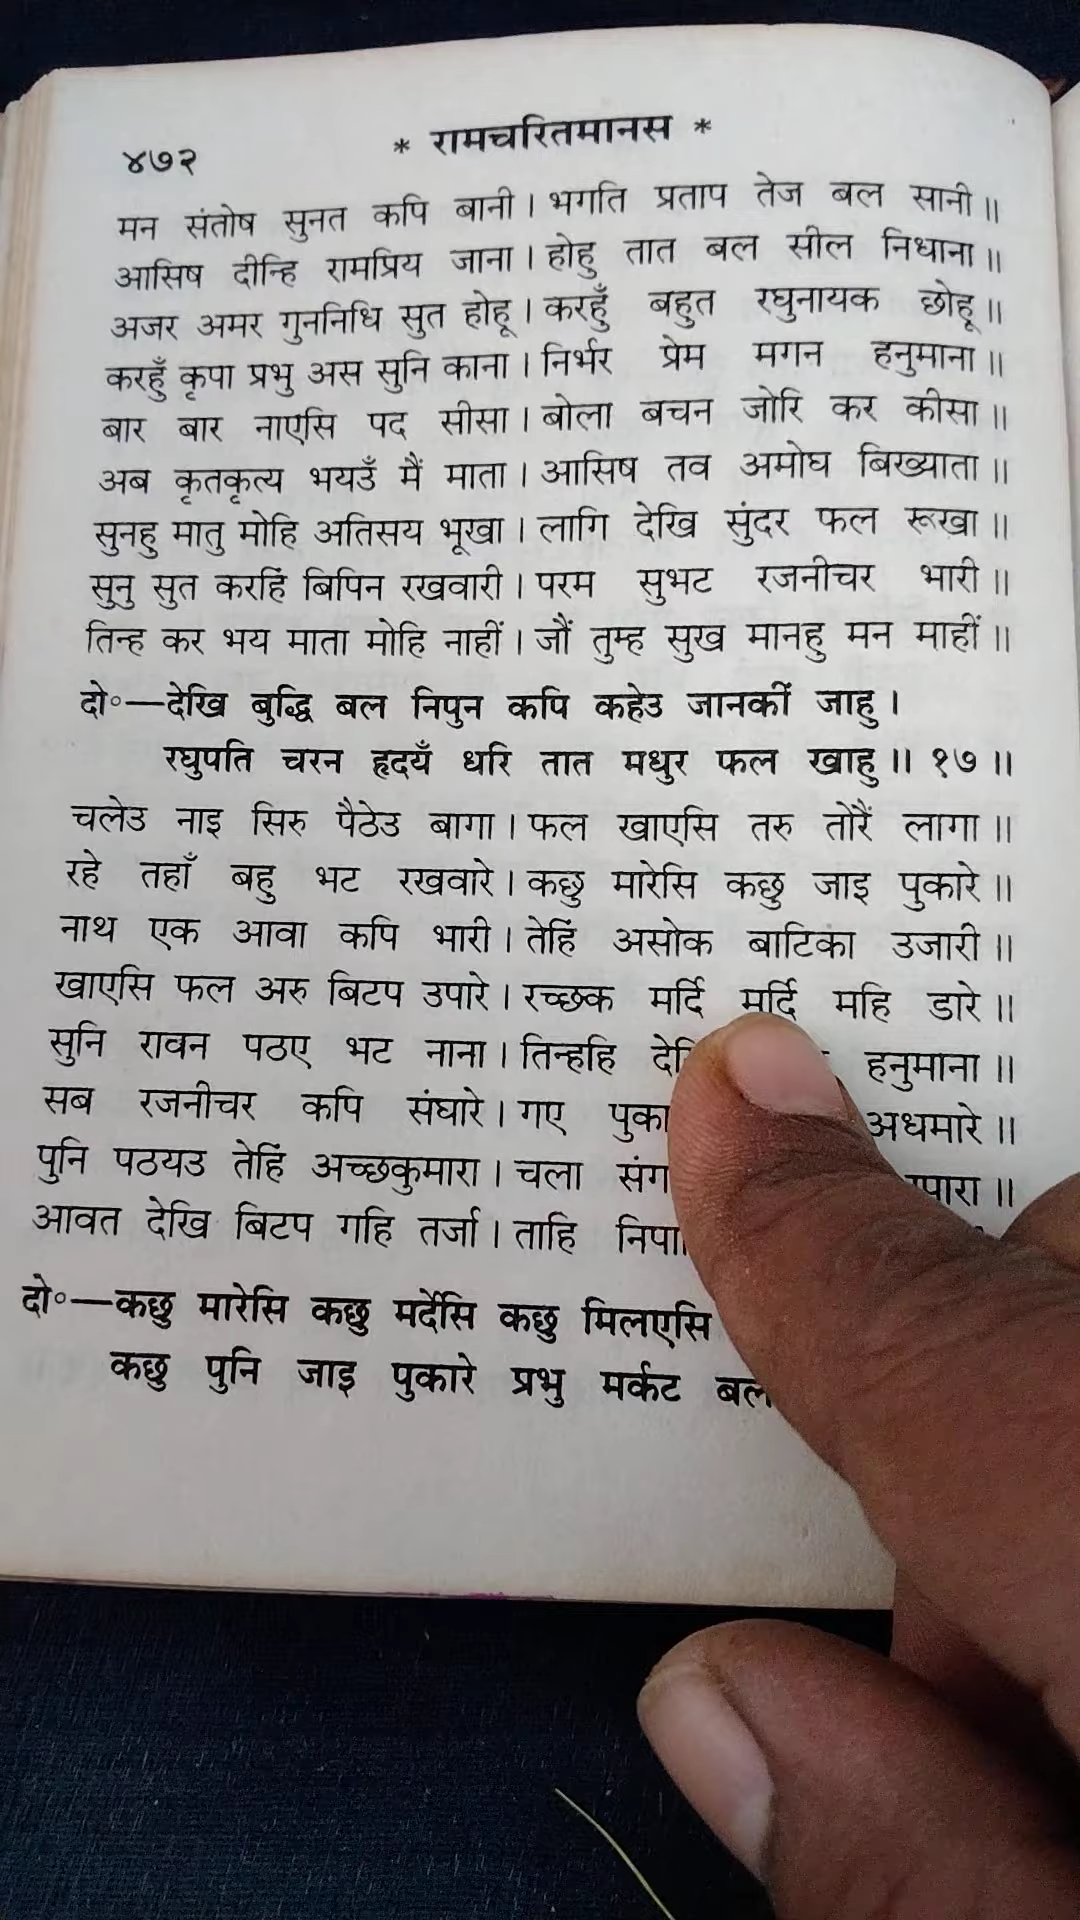 ४७२
* रामचरितमानस *
मन संतोष सुनत कपि बानी। भगति प्रताप तेज बल सानी॥
आसिष दीन्हि रामप्रिय जाना। होहु तात बल सील निधाना॥
अजर अमर गुननिधि सुत होहू। करहुँ बहुत रघुनायक छोहू॥
करहुँ कृपा प्रभु अस सुनि काना। निर्भर प्रेम मगन हनुमाना॥
बार बार नाएसि पद सीसा। बोला बचन जोरि कर कीसा॥
अब कृतकृत्य भयउँ मैं माता। आसिष तव अमोघ बिख्याता॥
सुनहु मातु मोहि अतिसय भूखा। लागि देखि सुंदर फल रूखा॥
सुनु सुत करहिं बिपिन रखवारी। परम सुभट रजनीचर भारी॥
तिन्ह कर भय माता मोहि नाहीं। जौं तुम्ह सुख मानहु मन माहीं॥
दो०—देखि बुद्धि बल निपुन कपि कहेउ जानकीं जाहु।
रघुपति चरन हृदयँ धरि तात मधुर फल खाहु॥ १७॥
चलेउ नाइ सिरु पैठेउ बागा। फल खाएसि तरु तोरैं लागा॥
रहे तहाँ बहु भट रखवारे। कछु मारेसि कछु जाइ पुकारे॥
नाथ एक आवा कपि भारी। तेहिं असोक बाटिका उजारी॥
खाएसि फल अरु बिटप उपारे। रच्छक मर्दि मर्दि महि डारे॥
सुनि रावन पठए भट नाना। तिन्हहि हनुमाना॥
सब रजनीचर कपि संघारे। गए अधमारे॥
पुनि पठयउ तेहिं अच्छकुमारा। चला संग
आवत देखि बिटप गहि तर्जा। ताहि
दो०—कछु मारेसि कछु मर्देसि कछु मिलएसि
कछु पुनि जाइ पुकारे प्रभु मर्कट बल